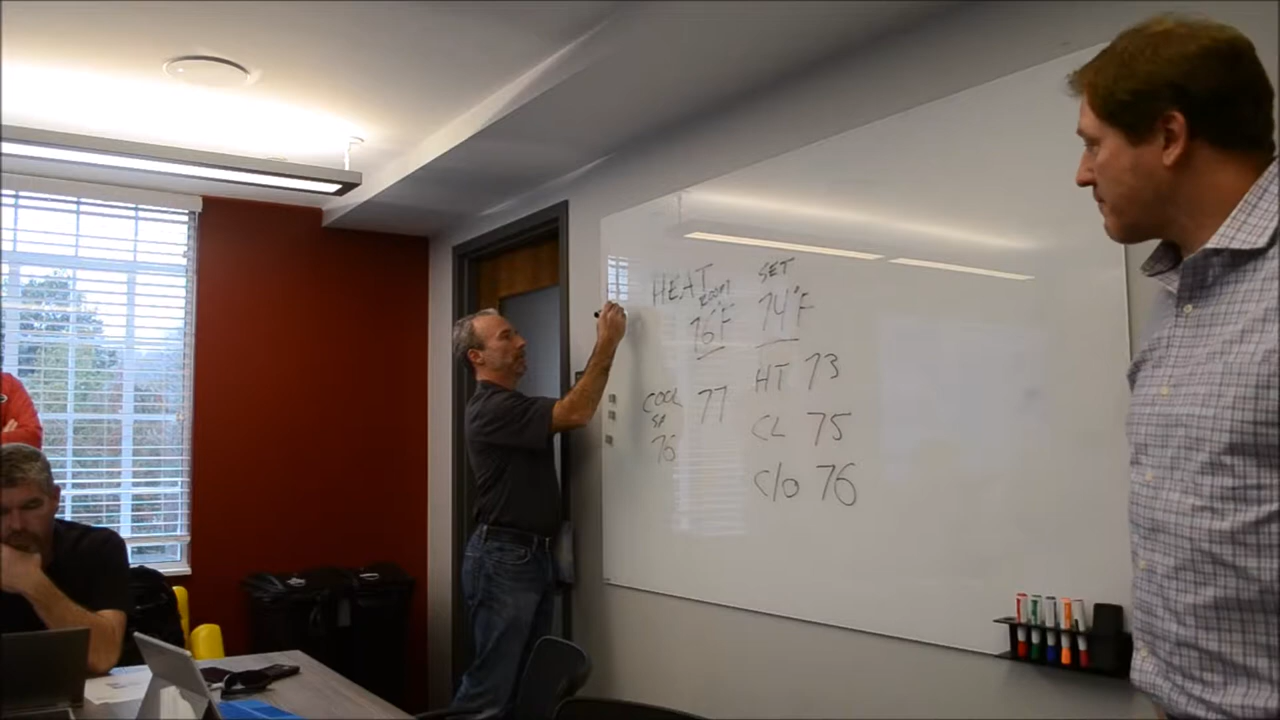 HEAT SET
ROOM
76°F 74°F
HT 73
COOL 77
SP
CL 75
76
C/O 76